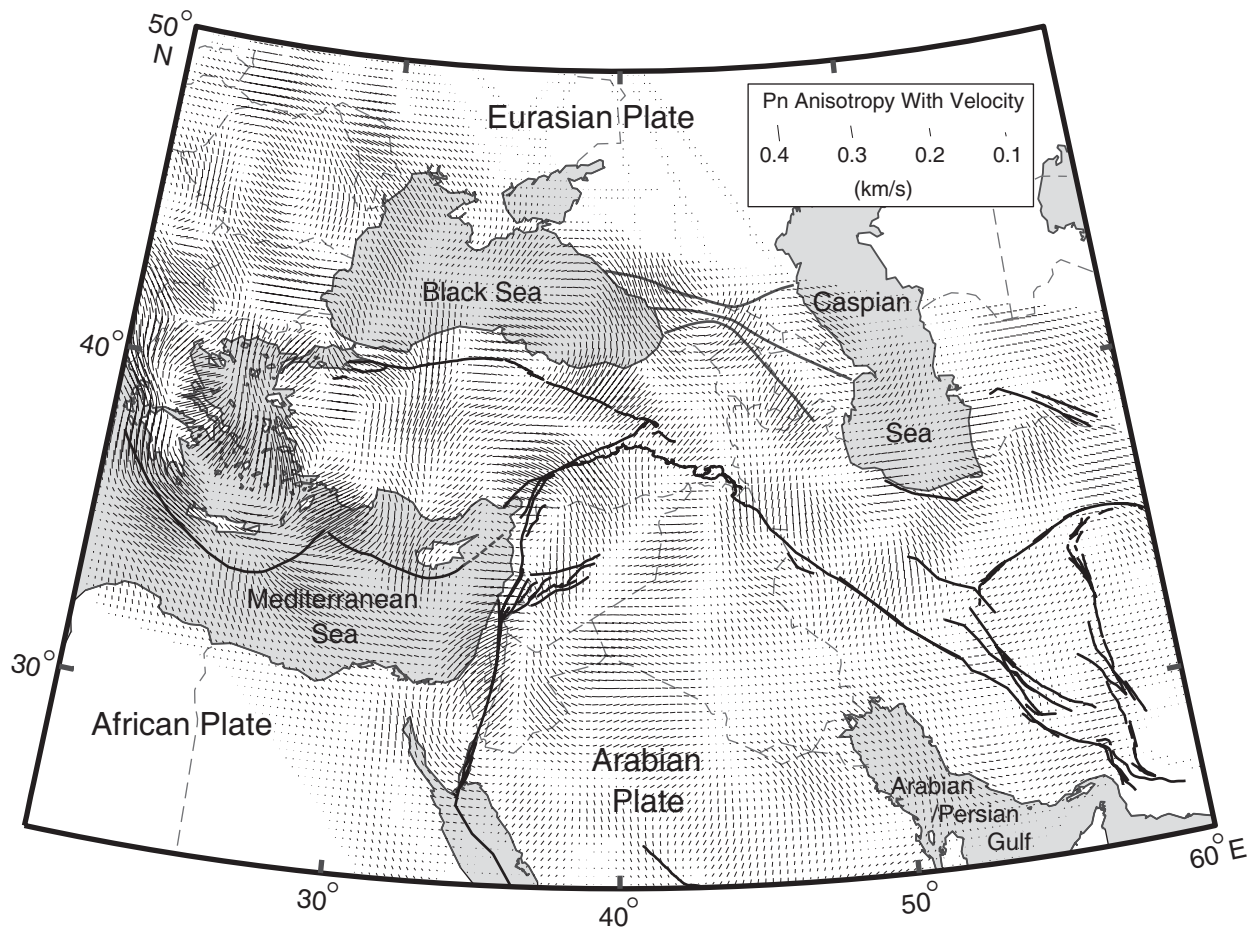 50°
N
Eurasian Plate
Pn Anisotropy With Velocity
0.4 0.3 0.2 0.1
(km/s)
Black Sea
Caspian
40°
Sea
Mediterranean
Sea
30°
African Plate
Arabian
Plate
Arabian
/Persian
Gulf
60° E
30°
40°
50°